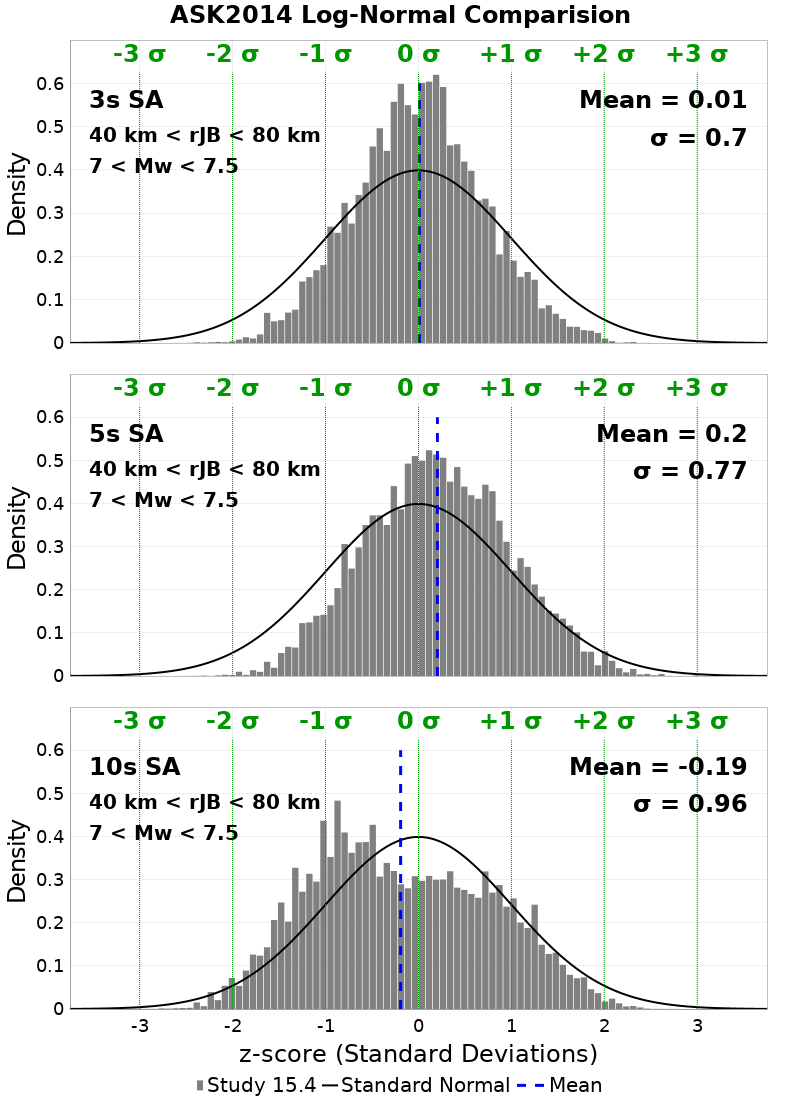 ASK2014 Log-Normal Comparision
-3 σ -2 σ -1 σ 0 σ +1 σ +2 σ +3 σ
3s SA
40 km < rJB < 80 km
7 < Mw < 7.5
Mean = 0.01
σ = 0.7
Density
0.6
0.5
0.4
0.3
0.2
0.1
0
-3 σ -2 σ -1 σ 0 σ +1 σ +2 σ +3 σ
5s SA
40 km < rJB < 80 km
7 < Mw < 7.5
Mean = 0.2
σ = 0.77
Density
0.6
0.5
0.4
0.3
0.2
0.1
0
-3 σ -2 σ -1 σ 0 σ +1 σ +2 σ +3 σ
10s SA
40 km < rJB < 80 km
7 < Mw < 7.5
Mean = -0.19
σ = 0.96
Density
0.6
0.5
0.4
0.3
0.2
0.1
0
-3 -2 -1 0 1 2 3
z-score (Standard Deviations)
Study 15.4 Standard Normal Mean